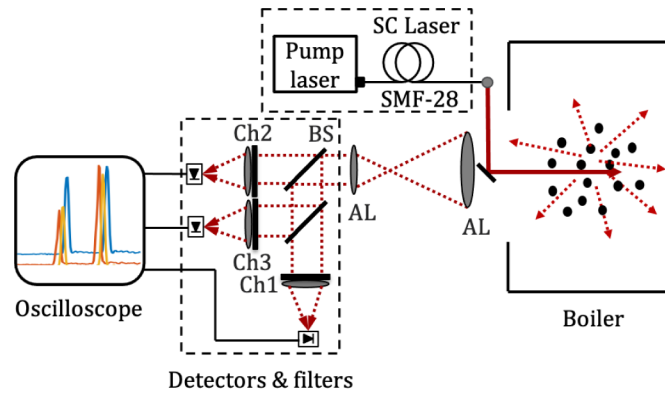 SC Laser
Pump
laser
SMF-28
Ch2
BS
AL
AL
Ch3
Ch1
Oscilloscope
Boiler
Detectors & filters